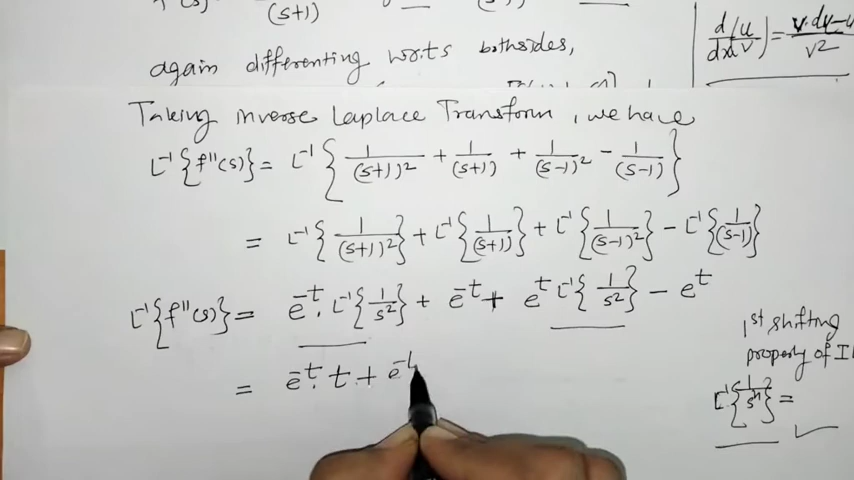 (s+1)
again differenting w.r.ts bothsides,
d/dx(u/v) = v.du-u / v²
Taking inverse Laplace Transform, we have
L⁻¹{f''(s)} = L⁻¹{1/(s+1)² + 1/(s+1) + 1/(s-1)² - 1/(s-1)}
= L⁻¹{1/(s+1)²} + L⁻¹{1/(s+1)} + L⁻¹{1/(s-1)²} - L⁻¹{1/(s-1)}
L⁻¹{f''(s)} = e⁻ᵗ. L⁻¹{1/s²} + e⁻ᵗ + eᵗ L⁻¹{1/s²} - eᵗ
= e⁻ᵗ. t + e⁻ᵗ
1st shifting
property of I
L⁻¹{1/sⁿ} =